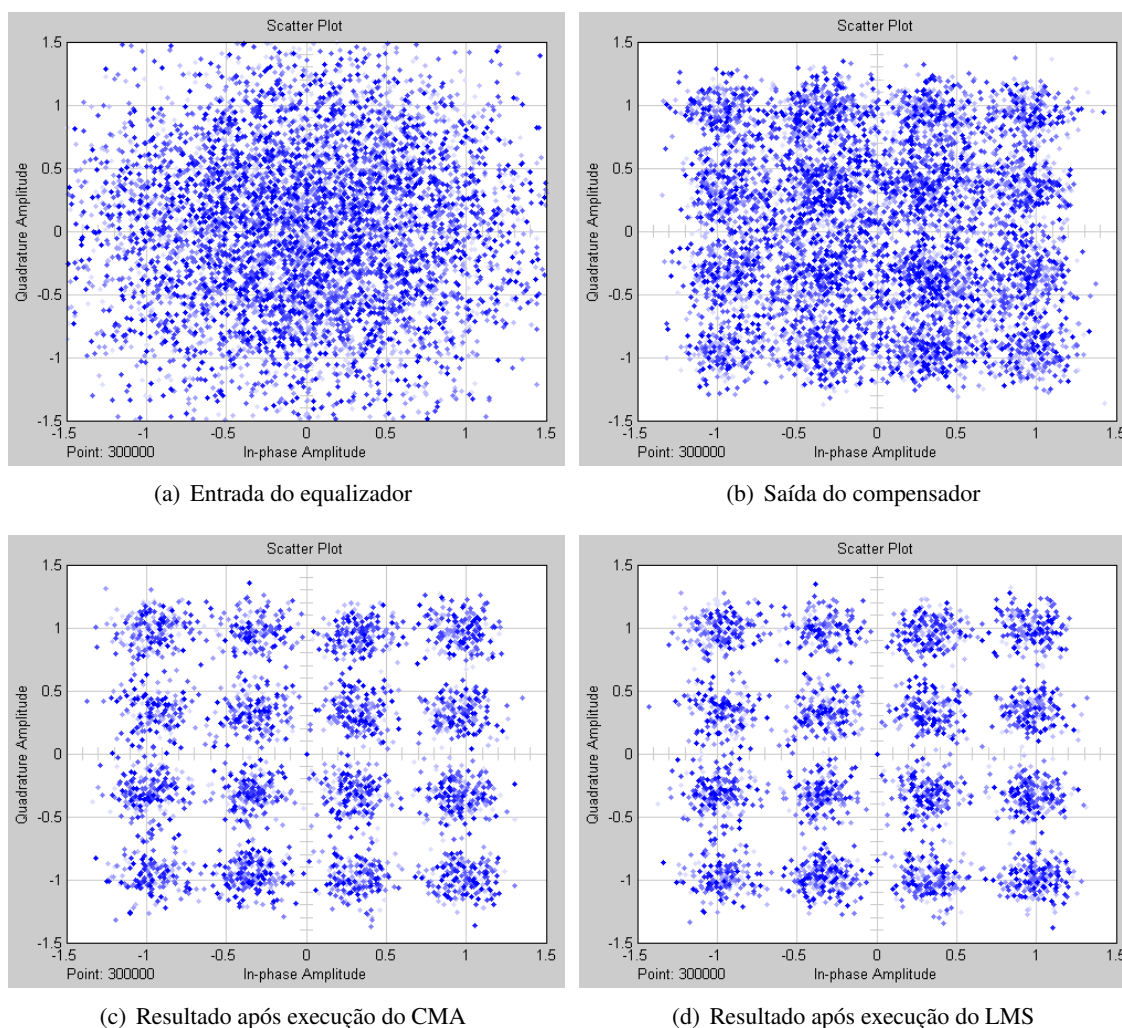 Scatter Plot
1.5
1
0.5
0
-0.5
-1
-1.5
Quadrature Amplitude
-1.5 -1 -0.5 0 0.5 1 1.5
Point: 300000 In-phase Amplitude
(a) Entrada do equalizador
Scatter Plot
1.5
1
0.5
0
-0.5
-1
-1.5
Quadrature Amplitude
-1.5 -1 -0.5 0 0.5 1 1.5
Point: 300000 In-phase Amplitude
(b) Saída do compensador
Scatter Plot
1.5
1
0.5
0
-0.5
-1
-1.5
Quadrature Amplitude
-1.5 -1 -0.5 0 0.5 1 1.5
Point: 300000 In-phase Amplitude
(c) Resultado após execução do CMA
Scatter Plot
1.5
1
0.5
0
-0.5
-1
-1.5
Quadrature Amplitude
-1.5 -1 -0.5 0 0.5 1 1.5
Point: 300000 In-phase Amplitude
(d) Resultado após execução do LMS